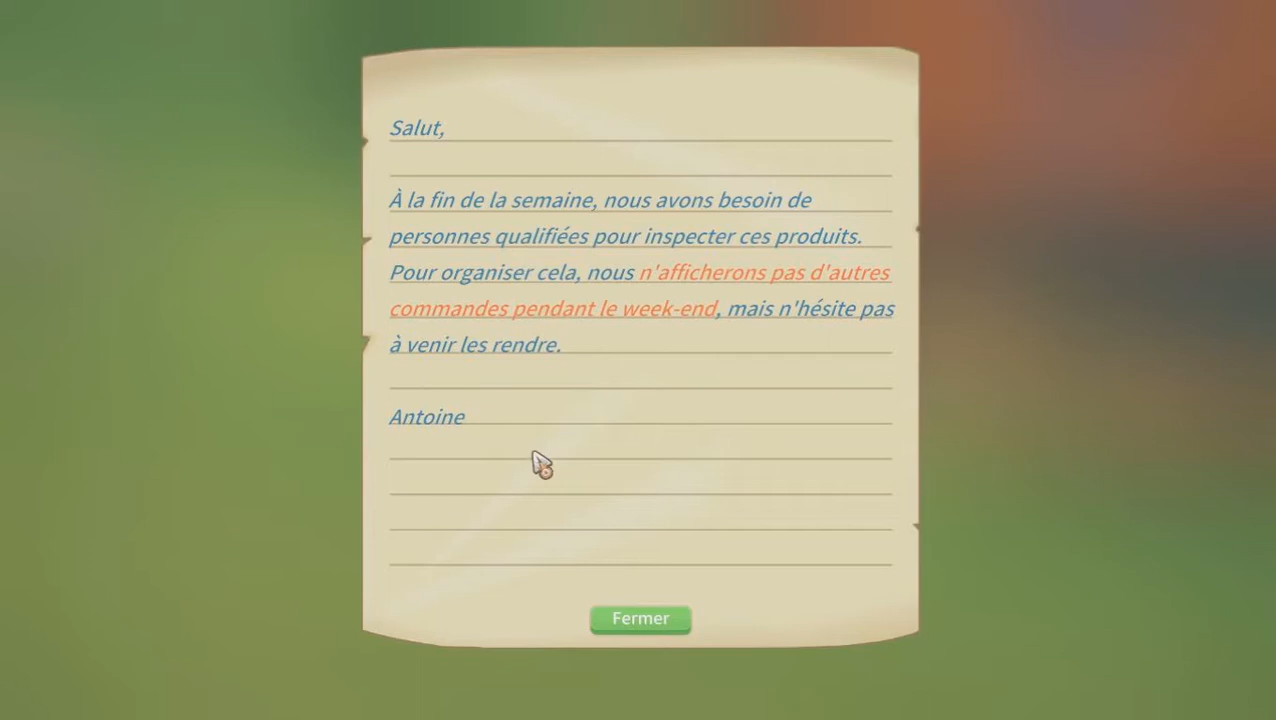 Salut,
À la fin de la semaine, nous avons besoin de
personnes qualifiées pour inspecter ces produits.
Pour organiser cela, nous n'afficherons pas d'autres
commandes pendant le week-end, mais n'hésite pas
à venir les rendre.
Antoine
Fermer